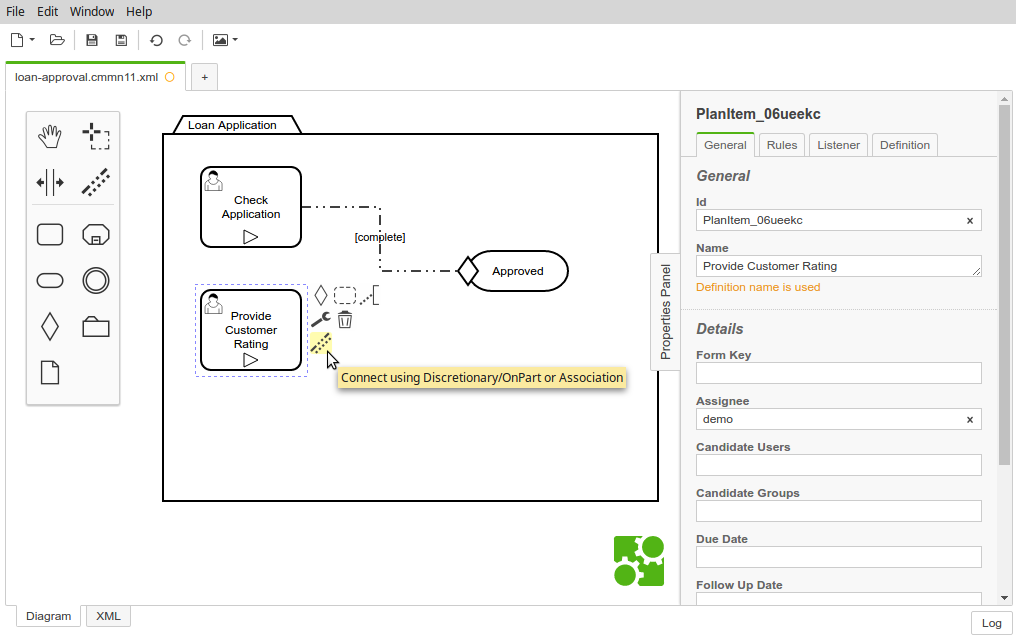 File Edit Window Help
loan-approval.cmmn11.xml
+
Loan Application
Check
Application
[complete]
Approved
Provide
Customer
Rating
Connect using Discretionary/OnPart or Association
Properties Panel
PlanItem_06ueekc
General Rules Listener Definition
General
Id
PlanItem_06ueekc ×
Name
Provide Customer Rating
Definition name is used
Details
Form Key
Assignee
demo ×
Candidate Users
Candidate Groups
Due Date
Follow Up Date
Diagram XML
Log